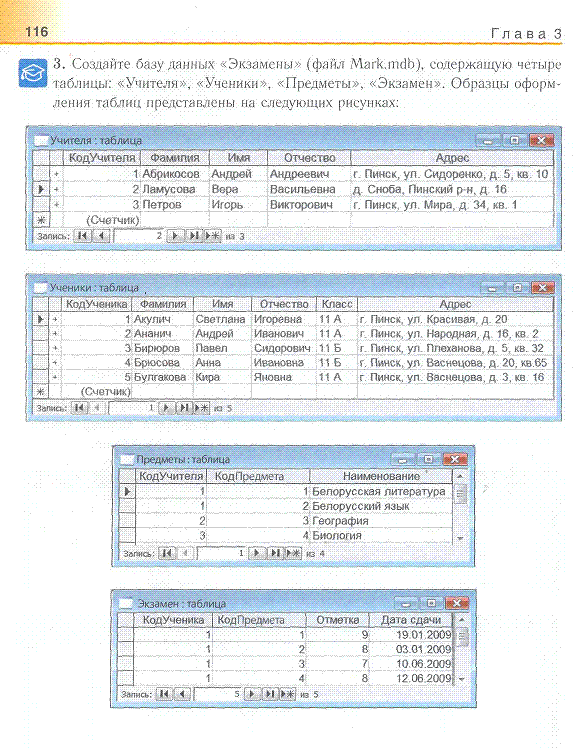 116
Глава 3
3. Создайте базу данных «Экзамены» (файл Mark.mdb), содержащую четыре
таблицы: «Учителя», «Ученики», «Предметы», «Экзамен». Образцы оформ-
ления таблиц представлены на следующих рисунках:
Учителя : таблица
КодУчителя Фамилия Имя Отчество Адрес
+ 1 Абрикосов Андрей Андреевич г. Пинск, ул. Сидоренко, д. 5, кв. 10
+ 2 Ламусова Вера Васильевна д. Сноба, Пинский р-н, д. 16
+ 3 Петров Игорь Викторович г. Пинск, ул. Мира, д. 34, кв. 1
(Счетчик)
Запись: 2 из 3
Ученики : таблица
КодУченика Фамилия Имя Отчество Класс Адрес
+ 1 Акулич Светлана Игоревна 11 А г. Пинск, ул. Красивая, д. 20
+ 2 Ананич Андрей Иванович 11 А г. Пинск, ул. Народная, д. 16, кв. 2
+ 3 Бирюров Павел Сидорович 11 Б г. Пинск, ул. Плеханова, д. 5, кв. 32
+ 4 Брюсова Анна Ивановна 11 Б г. Пинск, ул. Васнецова, д. 20, кв.65
+ 5 Булгакова Кира Яновна 11 А г. Пинск, ул. Васнецова, д. 3, кв. 16
(Счетчик)
Запись: 1 из 5
Предметы : таблица
КодУчителя КодПредмета Наименование
1 1 Белорусская литература
1 2 Белорусский язык
2 3 География
3 4 Биология
Запись: 1 из 4
Экзамен : таблица
КодУченика КодПредмета Отметка Дата сдачи
1 1 9 19.01.2009
1 2 8 03.01.2009
1 3 7 10.06.2009
1 4 8 12.06.2009
Запись: 5 из 5